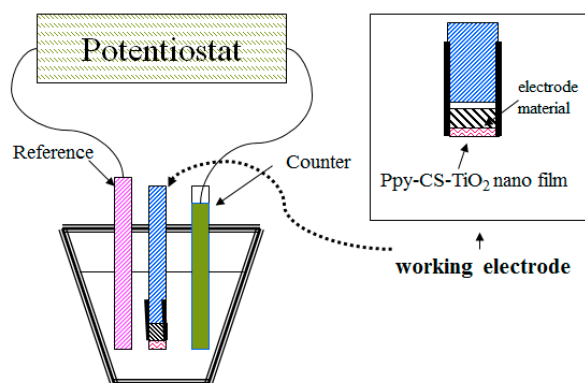 Potentiostat
Reference
Counter
electrode
material
Ppy-CS-TiO₂ nano film
working electrode